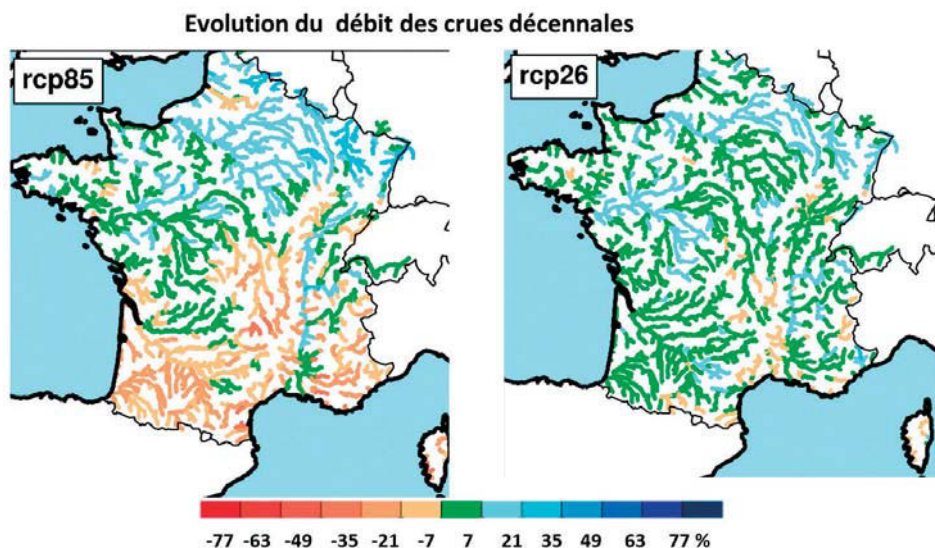 Evolution du débit des crues décennales
rcp85
rcp26
-77 -63 -49 -35 -21 -7 7 21 35 49 63 77 %